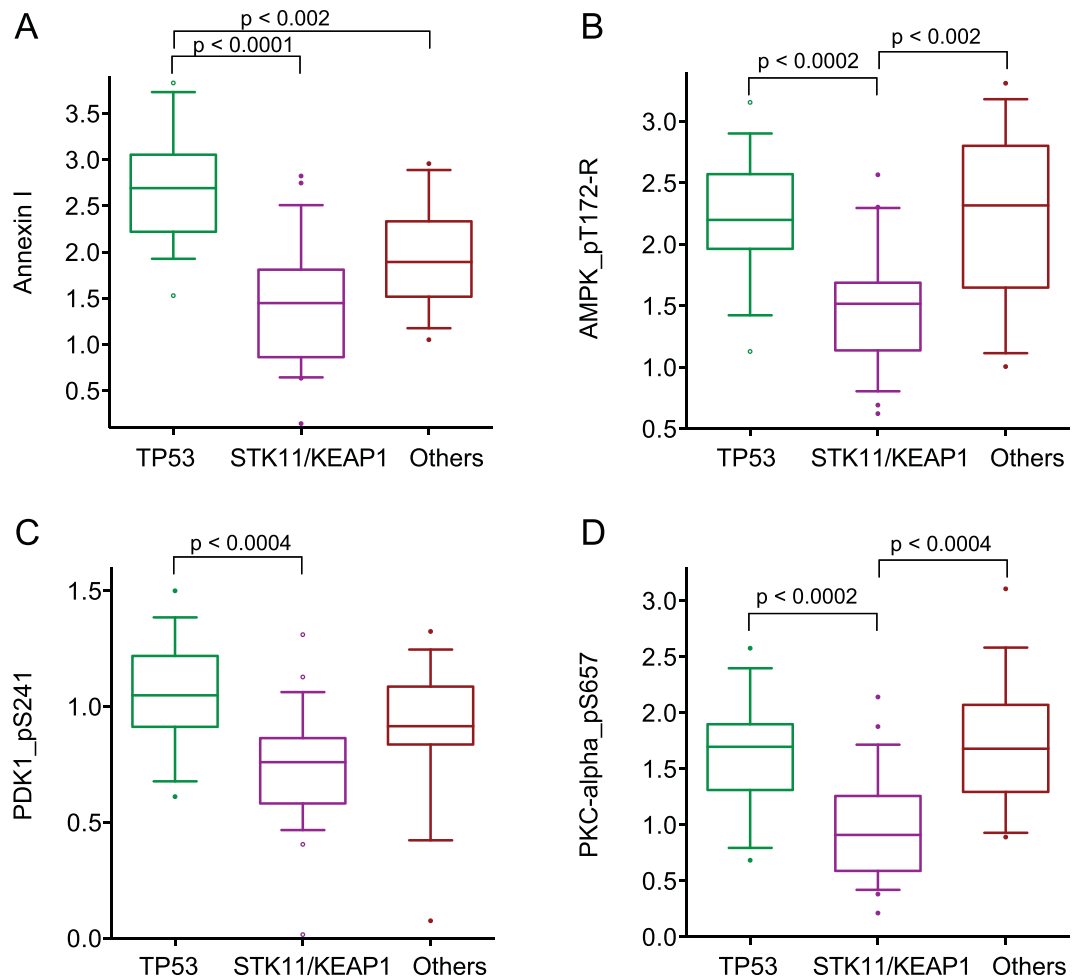 A
p < 0.002
p < 0.0001
Annexin I
3.5
3.0
2.5
2.0
1.5
1.0
0.5
TP53 STK11/KEAP1 Others
B
p < 0.002
p < 0.0002
AMPK_pT172-R
3.0
2.5
2.0
1.5
1.0
0.5
TP53 STK11/KEAP1 Others
C
p < 0.0004
PDK1_pS241
1.5
1.0
0.5
0.0
TP53 STK11/KEAP1 Others
D
p < 0.0004
p < 0.0002
PKC-alpha_pS657
3.0
2.5
2.0
1.5
1.0
0.5
0.0
TP53 STK11/KEAP1 Others